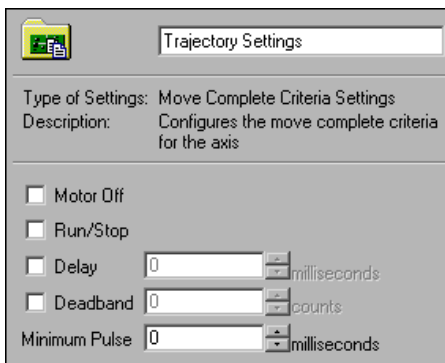 Trajectory Settings
Type of Settings: Move Complete Criteria Settings
Description: Configures the move complete criteria
for the axis
Motor Off
Run/Stop
Delay 0 milliseconds
Deadband 0 counts
Minimum Pulse 0 milliseconds